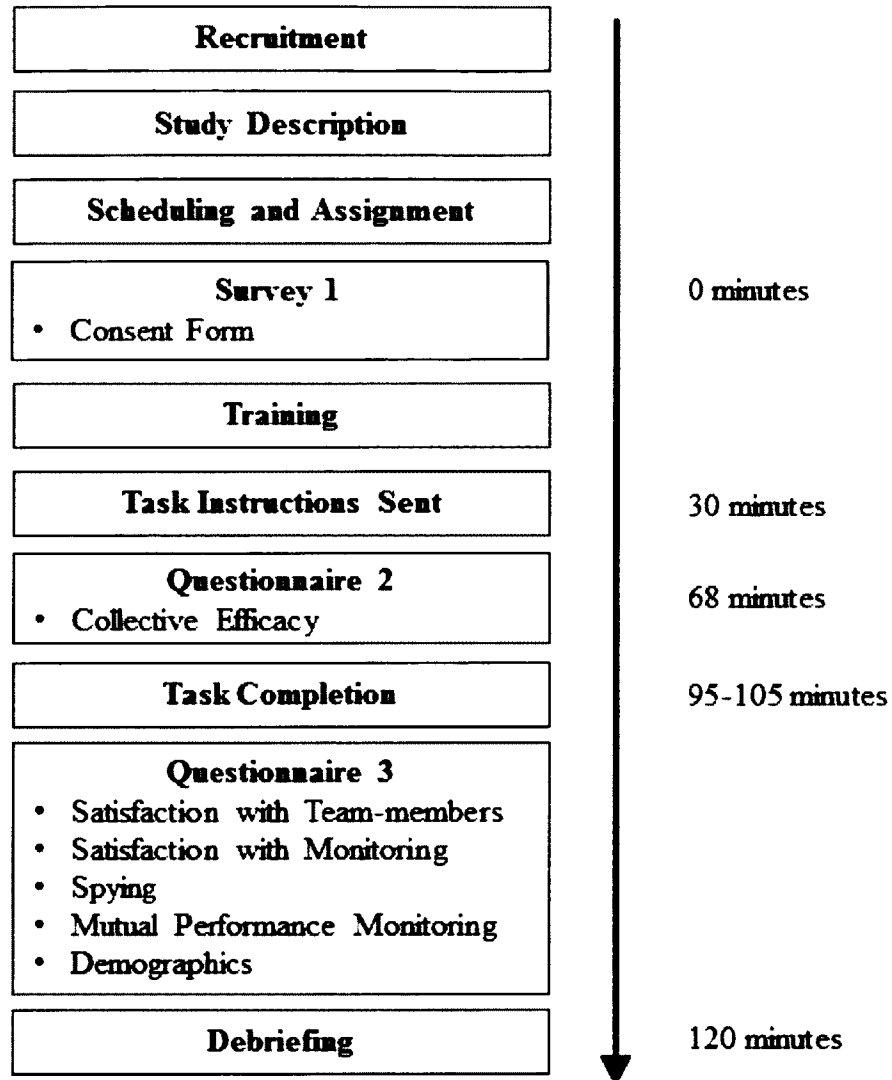 Recruitment
Study Description
Scheduling and Assignment
Survey 1
• Consent Form
0 minutes
Training
Task Instructions Sent
30 minutes
Questionnaire 2
• Collective Efficacy
68 minutes
Task Completion
95-105 minutes
Questionnaire 3
• Satisfaction with Team-members
• Satisfaction with Monitoring
• Spying
• Mutual Performance Monitoring
• Demographics
Debriefing
120 minutes